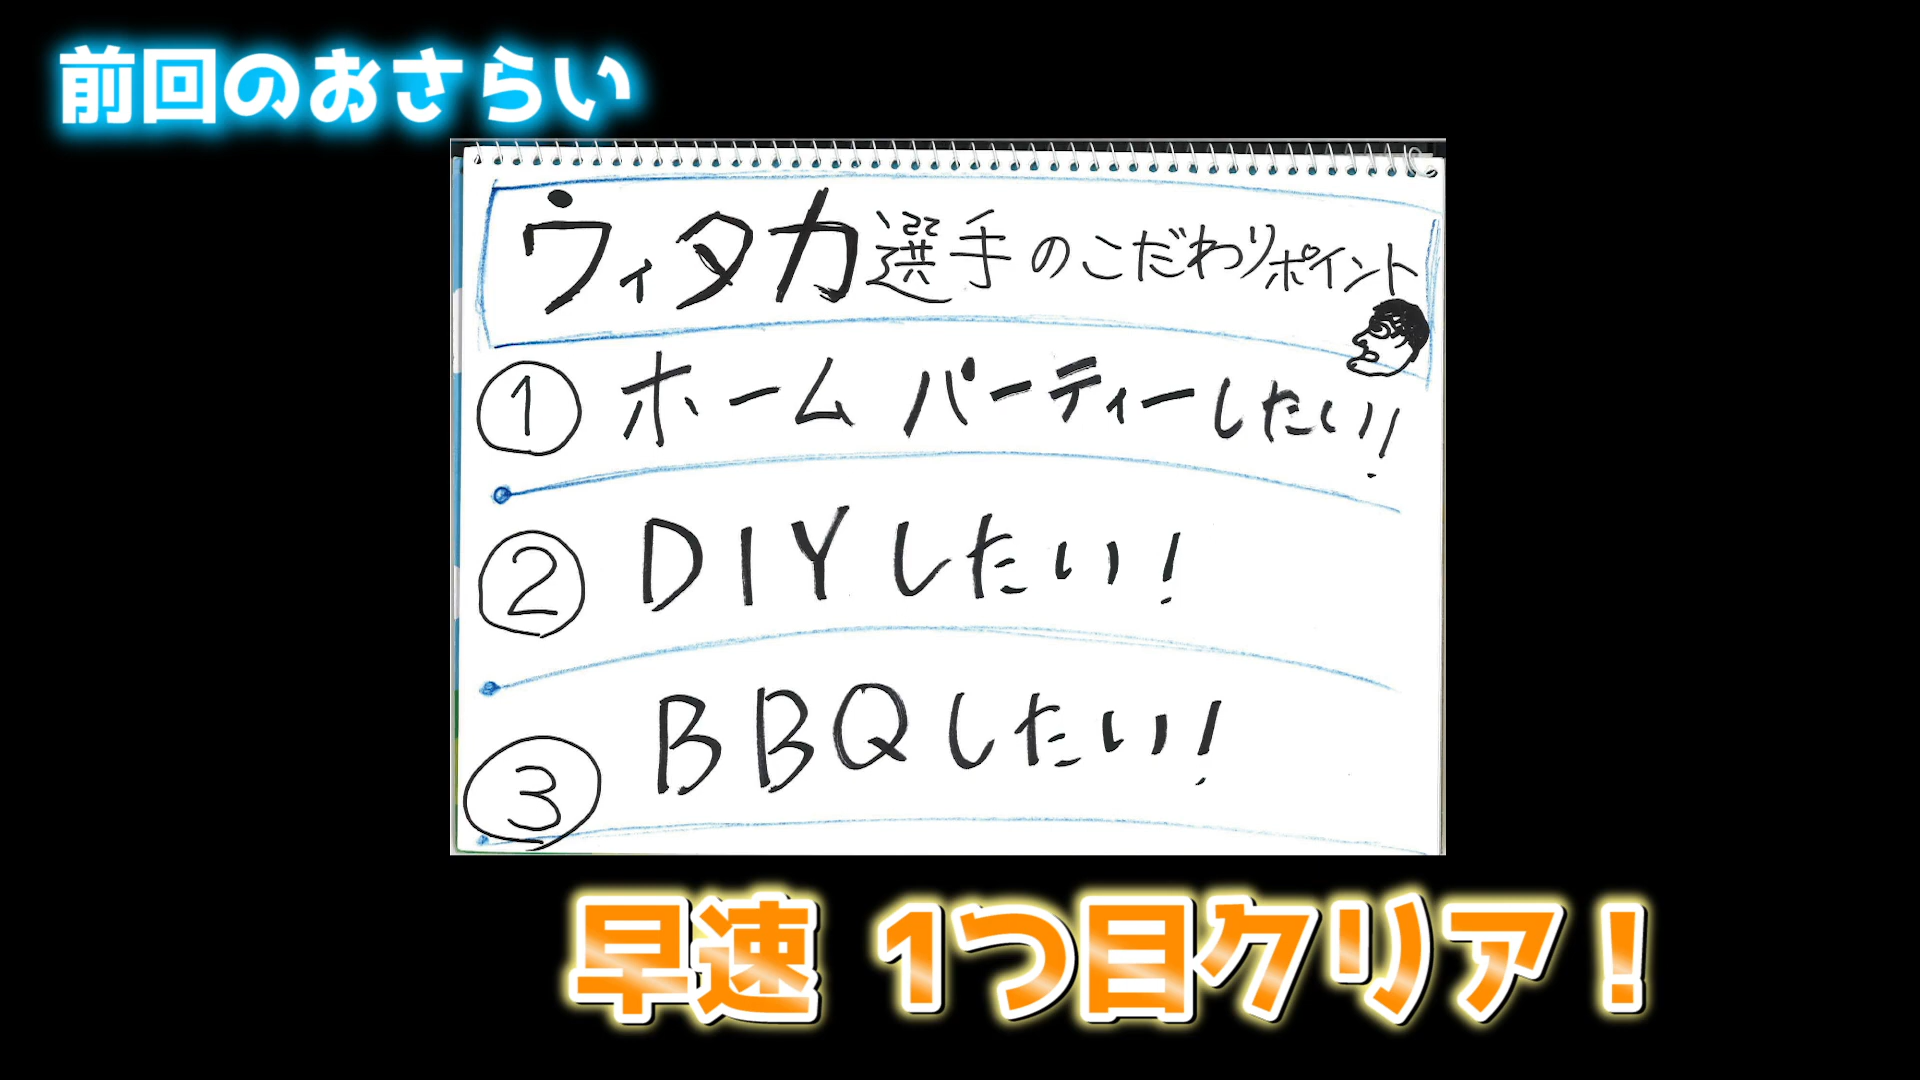 前回のおさらい
ウィタカ選手のこだわりポイント
① ホームパーティーしたい!
② DIYしたい!
③ BBQしたい!
早速 1つ目クリア!